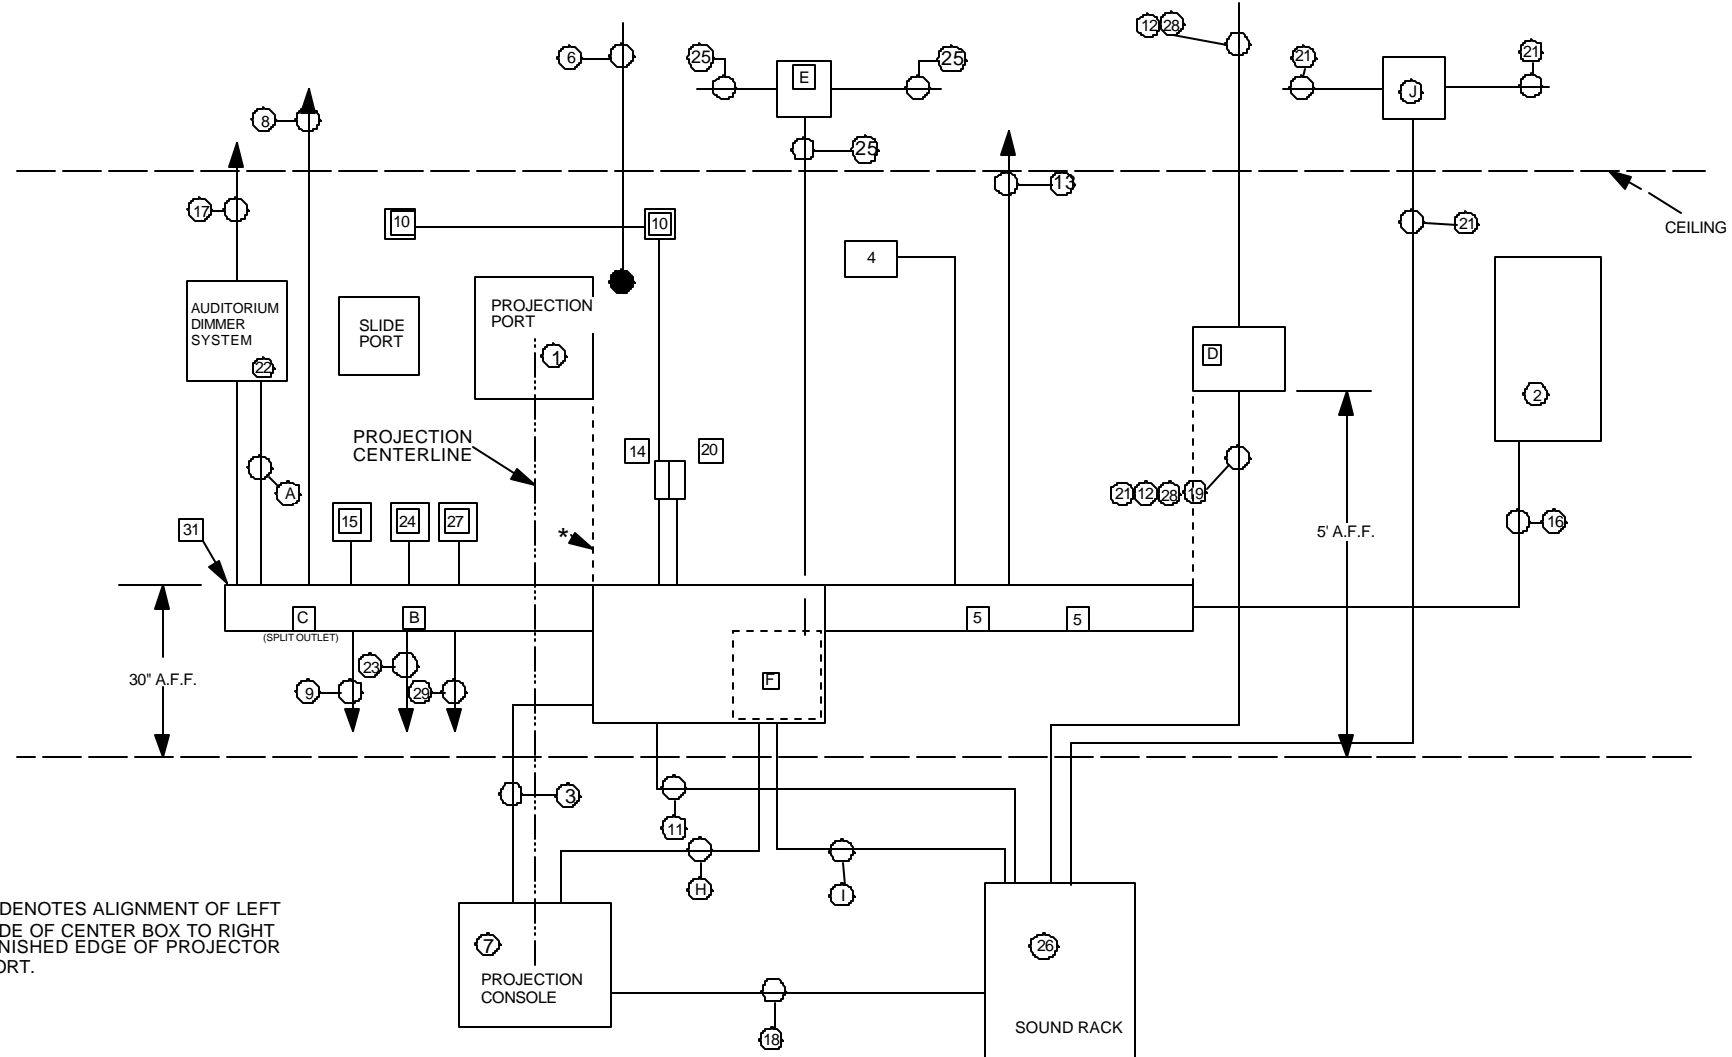 12 28
6
25
E
25
21
J
21
8
25
13
17
10
10
21
CEILING
4
AUDITORIUM
DIMMER
SYSTEM
22
SLIDE
PORT
PROJECTION
PORT
1
D
2
PROJECTION
CENTERLINE
14
20
A
21 12 28 19
31
15
24
27
*
5' A.F.F.
16
C
(SPLIT OUTLET)
B
5
5
30" A.F.F.
23
9
29
F
3
11
H
I
DENOTES ALIGNMENT OF LEFT
DE OF CENTER BOX TO RIGHT
NISHED EDGE OF PROJECTOR
ORT.
7
PROJECTION
CONSOLE
26
SOUND RACK
18